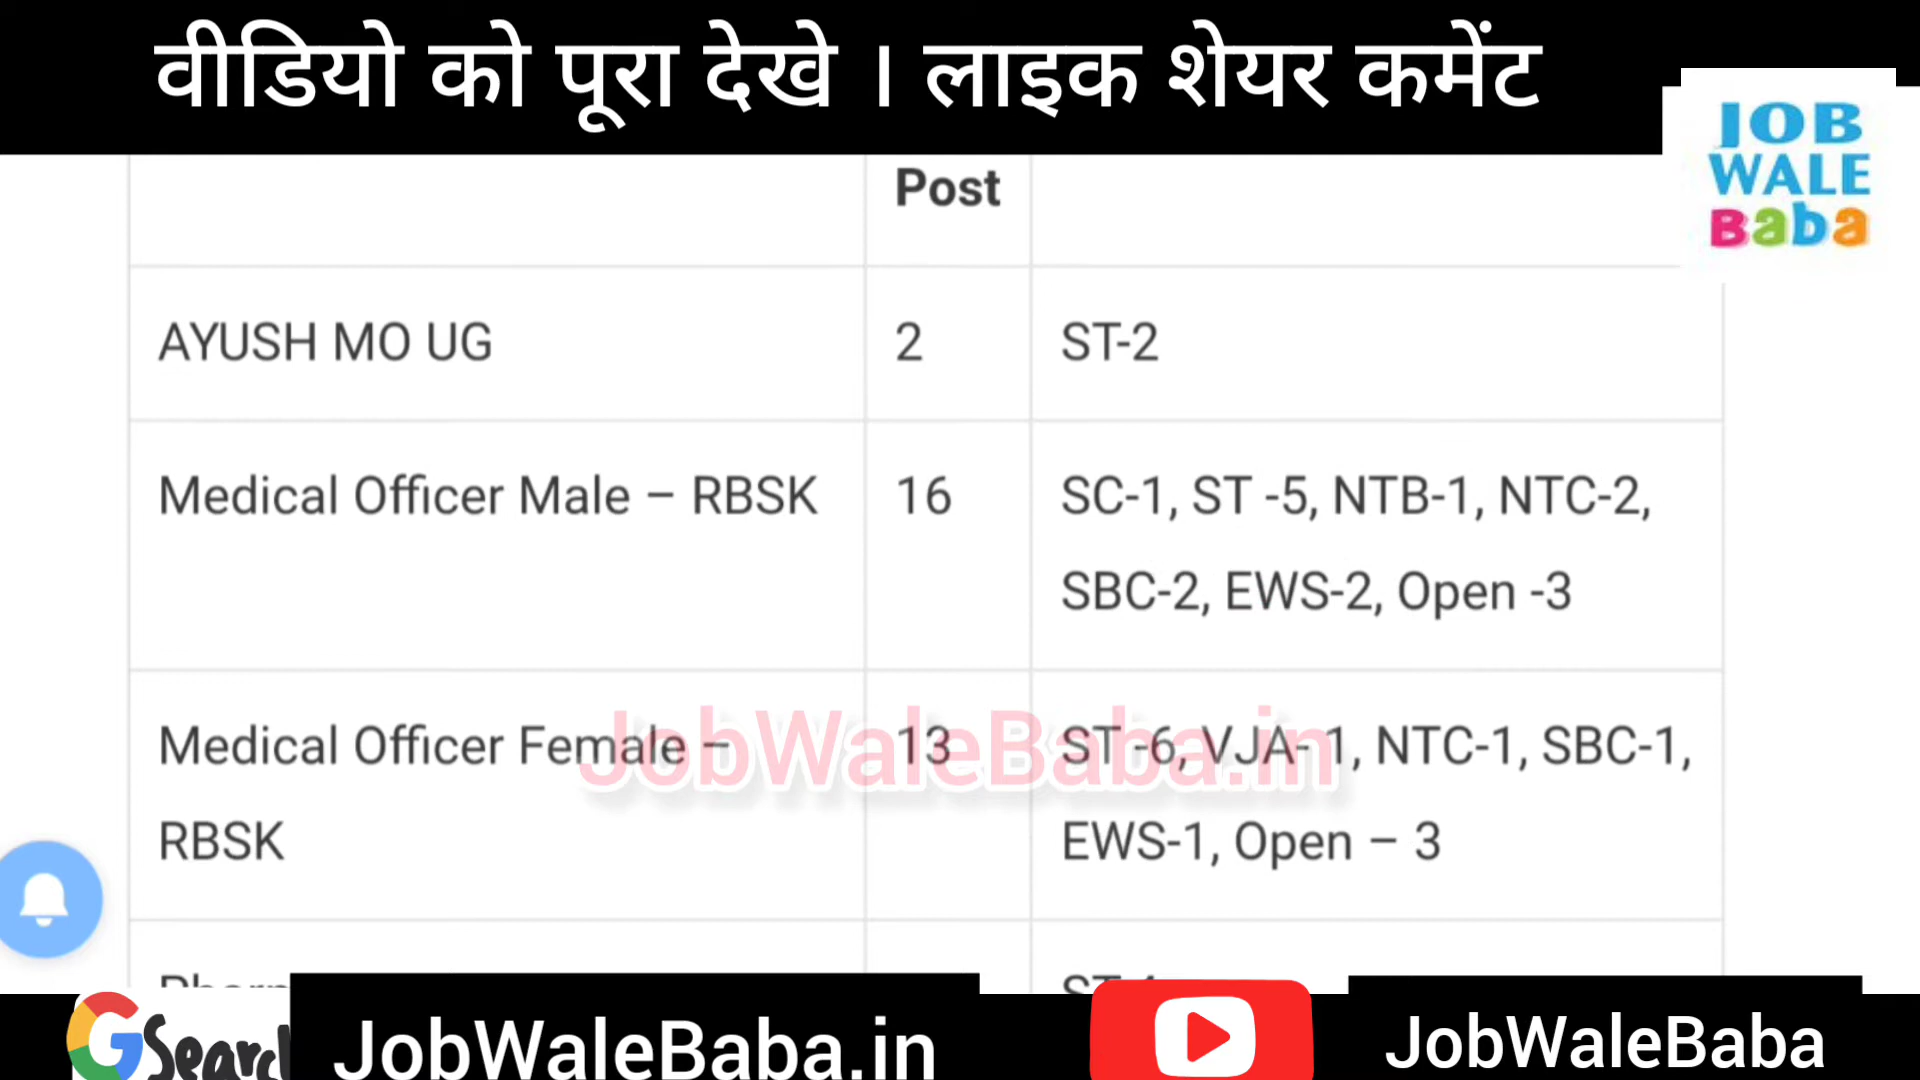 वीडियो को पूरा देखे । लाइक शेयर कमेंट
JOB
WALE
Baba
Post
AYUSH MO UG 2 ST-2
Medical Officer Male – RBSK 16 SC-1, ST -5, NTB-1, NTC-2,
SBC-2, EWS-2, Open -3
Medical Officer Female – 13 ST -6, VJA- 1, NTC-1, SBC-1,
RBSK EWS-1, Open – 3
JobWaleBaba.in
G Search JobWaleBaba.in JobWaleBaba